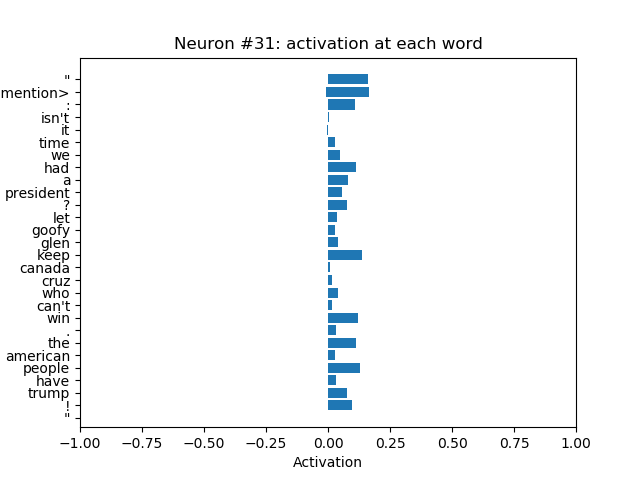 Neuron #31: activation at each word
"
mention>
:
isn't
it
time
we
had
a
president
?
let
goofy
glen
keep
canada
cruz
who
can't
win
.
the
american
people
have
trump
!
"
−1.00 −0.75 −0.50 −0.25 0.00 0.25 0.50 0.75 1.00
Activation